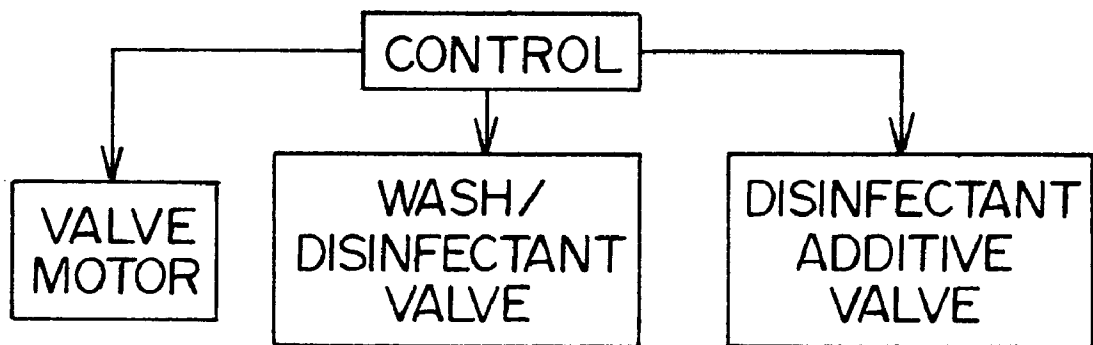 CONTROL
VALVE
MOTOR
WASH/
DISINFECTANT
VALVE
DISINFECTANT
ADDITIVE
VALVE